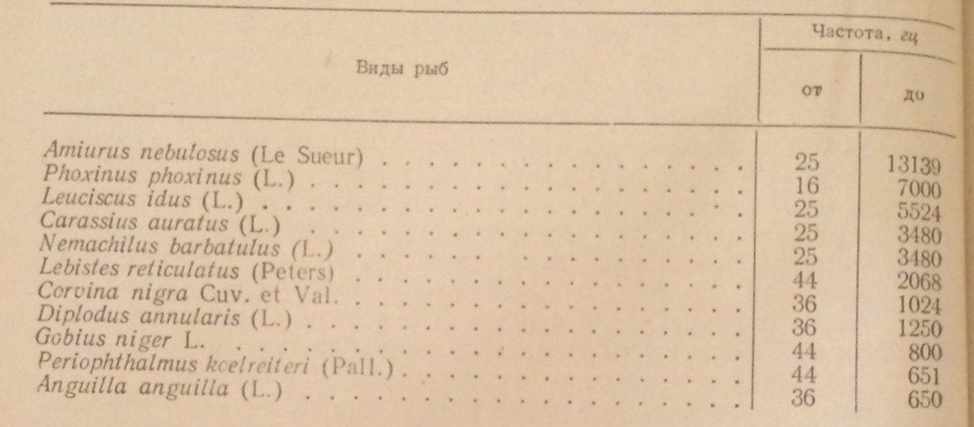 Виды рыб Частота, гц
от до
Amiurus nebulosus (Le Sueur) . . . . . . . . . . . . . . . 25 13139
Phoxinus phoxinus (L.) . . . . . . . . . . . . . . . . . 16 7000
Leuciscus idus (L.) . . . . . . . . . . . . . . . . . . . 25 5524
Carassius auratus (L.) . . . . . . . . . . . . . . . . . 25 3480
Nemachilus barbatulus (L.) . . . . . . . . . . . . . . . 25 3480
Lebistes reticulatus (Peters) . . . . . . . . . . . . . . 44 2068
Corvina nigra Cuv. et Val. . . . . . . . . . . . . . . . 36 1024
Diplodus annularis (L.) . . . . . . . . . . . . . . . . . 36 1250
Gobius niger L. . . . . . . . . . . . . . . . . . . . . 44 800
Periophthalmus koelreiteri (Pall.) . . . . . . . . . . . . 44 651
Anguilla anguilla (L.) . . . . . . . . . . . . . . . . . 36 650